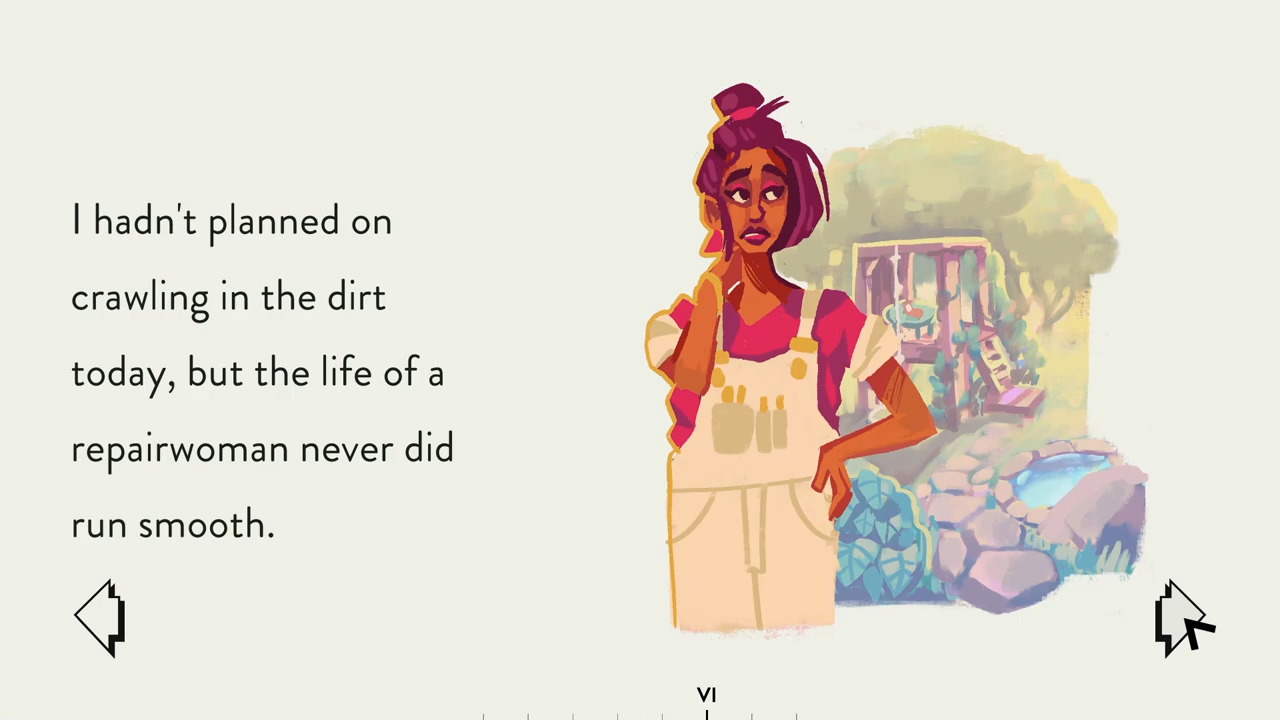 I hadn't planned on
crawling in the dirt
today, but the life of a
repairwoman never did
run smooth.
VI